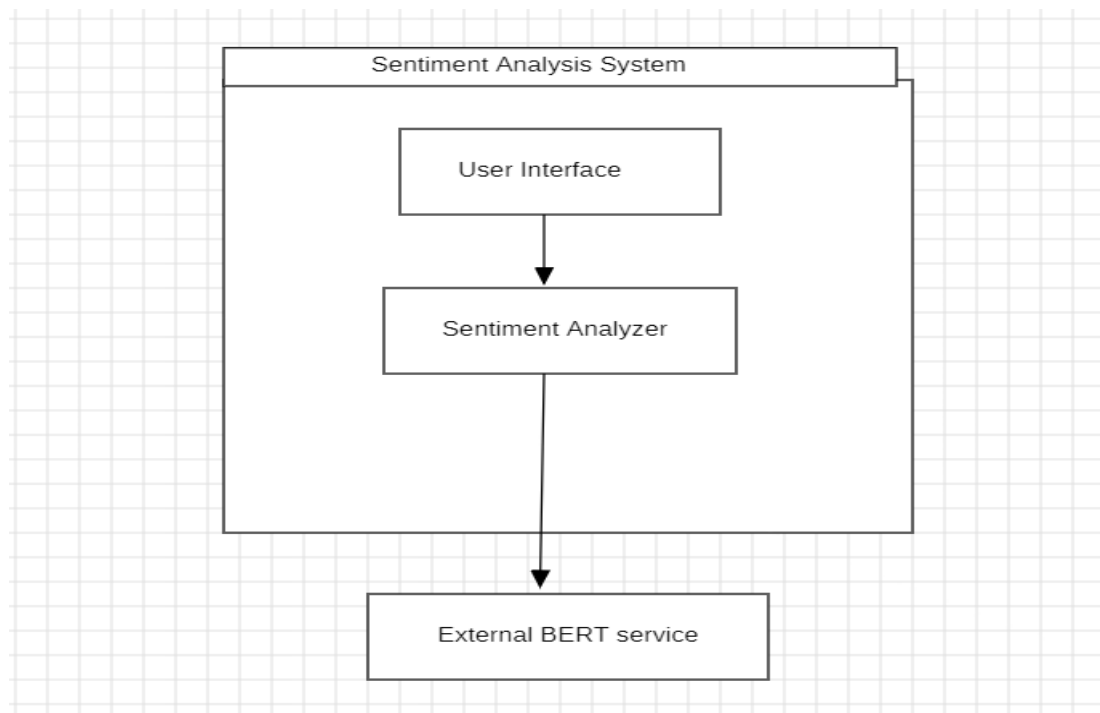 Sentiment Analysis System
User Interface
Sentiment Analyzer
External BERT service